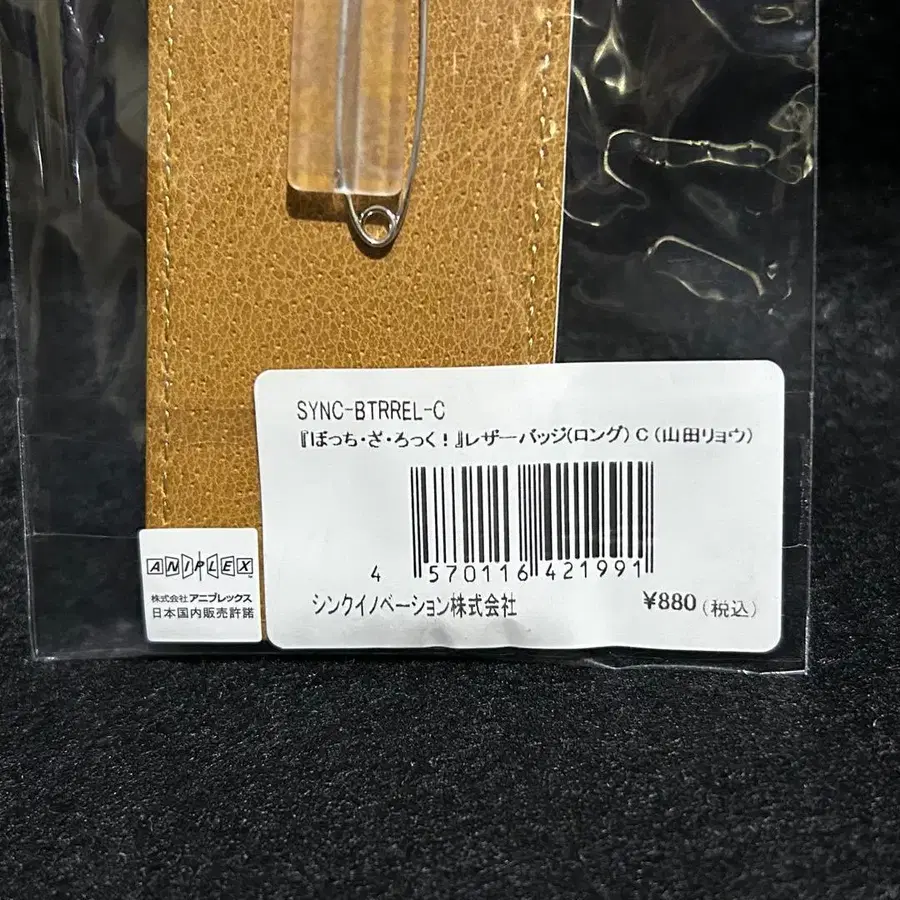 SYNC-BTRREL-C
『ぼっち・ざ・ろっく！』レザーバッジ(ロング) C (山田リョウ)
4 570116 421991
シンクイノベーション株式会社
¥880 (税込)
ANIPLEX
株式会社アニプレックス
日本国内販売許諾